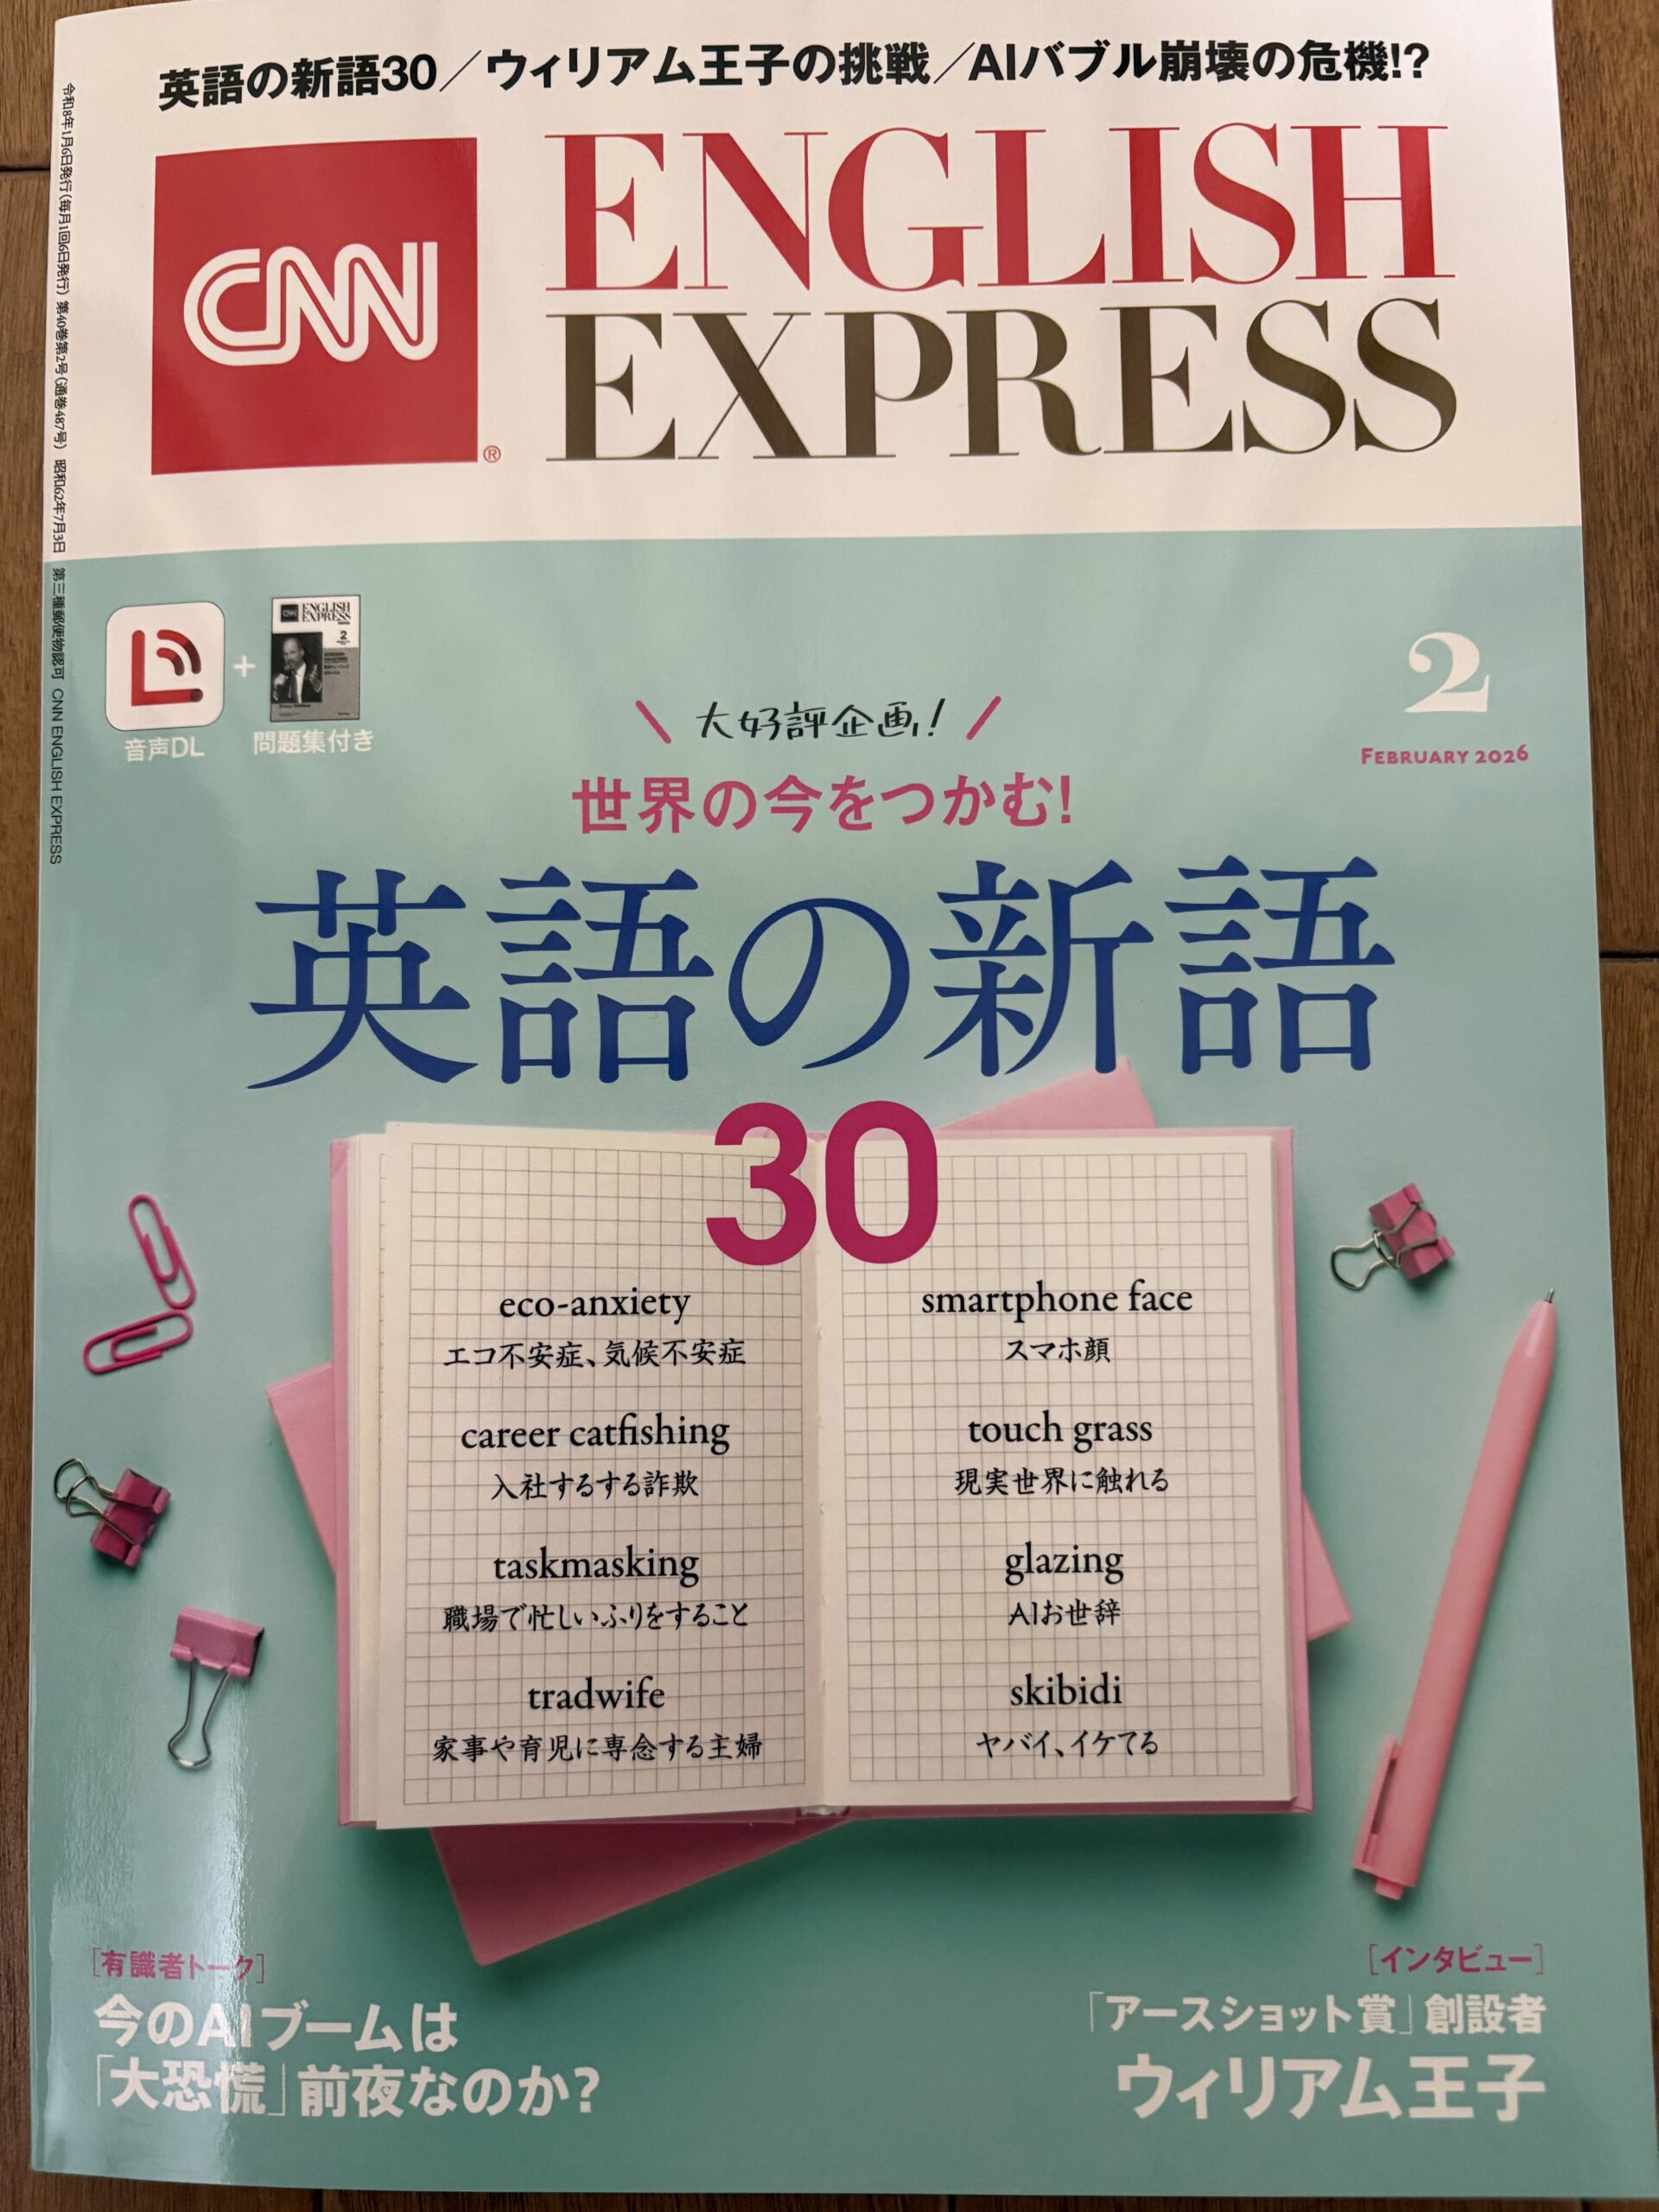 英語の新語30／ウィリアム王子の挑戦／AIバブル崩壊の危機!?
CNN
®
ENGLISH
EXPRESS
令和8年1月6日発行(毎月1回6日発行) 第40巻第2号(通巻487号) 昭和62年7月3日 第三種郵便物認可 CNN ENGLISH EXPRESS
CNN ENGLISH
EXPRESS
2
+
音声DL
問題集付き
2
FEBRUARY 2026
大好評企画!
世界の今をつかむ!
英語の新語
30
eco-anxiety
エコ不安症、気候不安症
career catfishing
入社するする詐欺
taskmasking
職場で忙しいふりをすること
tradwife
家事や育児に専念する主婦
smartphone face
スマホ顔
touch grass
現実世界に触れる
glazing
AIお世辞
skibidi
ヤバイ、イケてる
[有識者トーク]
今のAIブームは
「大恐慌」前夜なのか?
[インタビュー]
「アースショット賞」創設者
ウィリアム王子